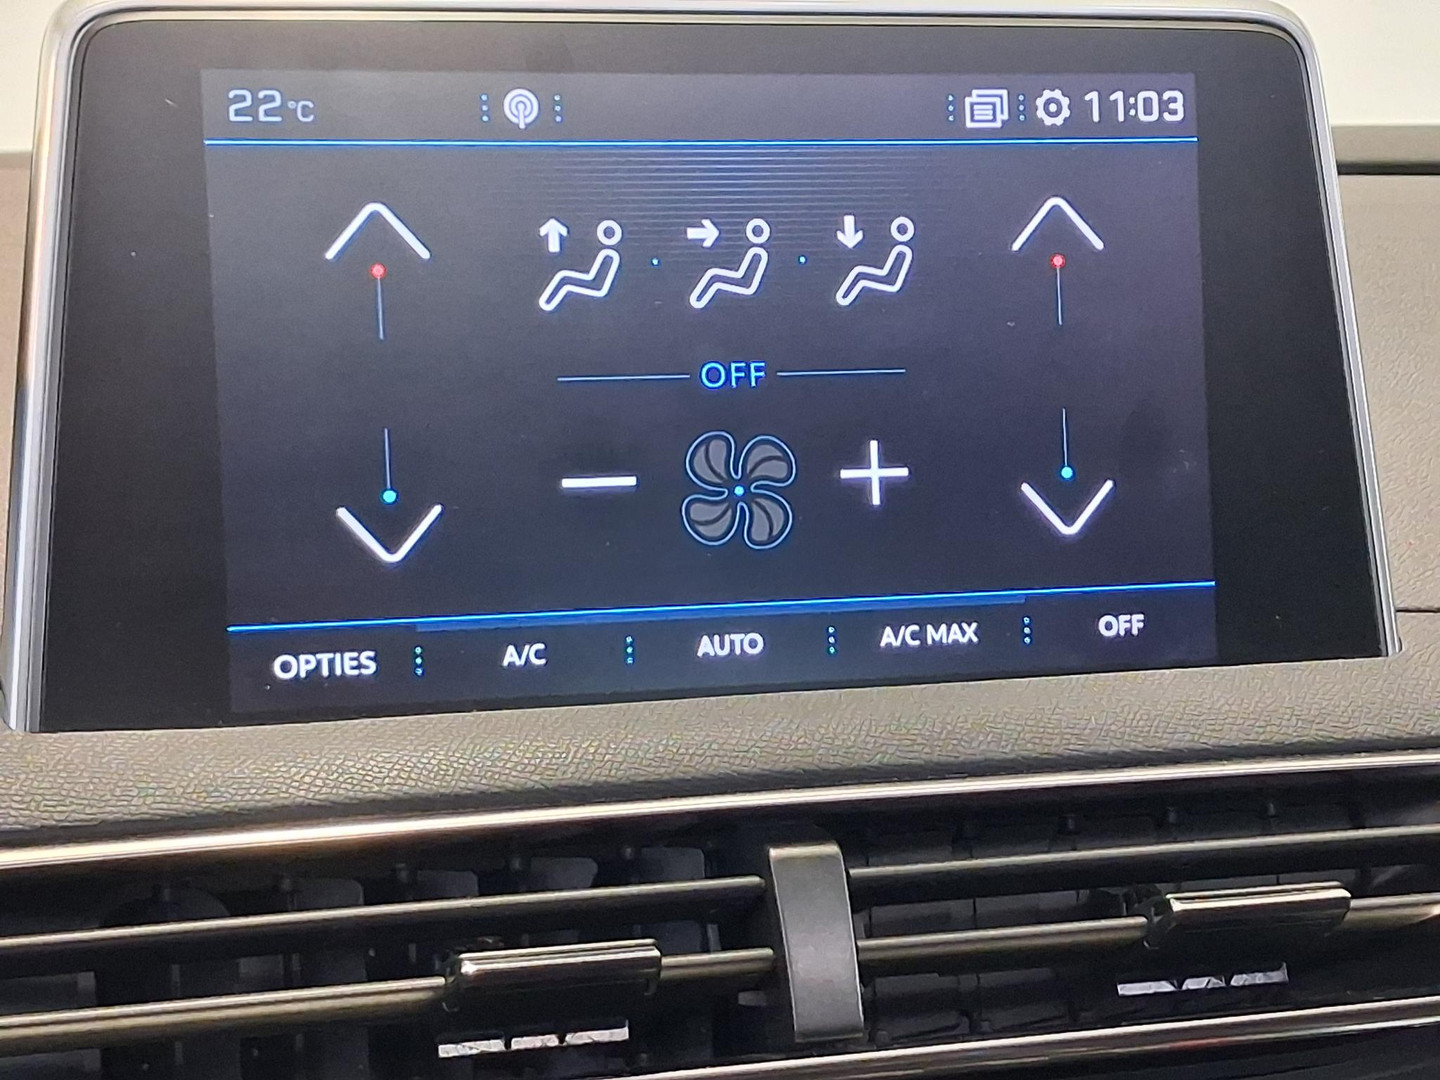 22°C 11:03
OFF
OPTIES A/C AUTO A/C MAX OFF